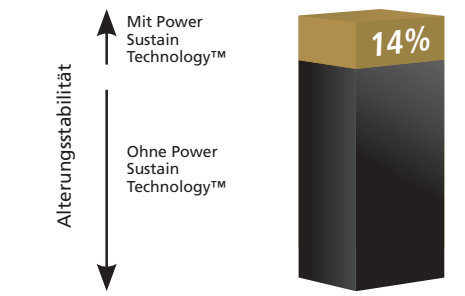 Mit Power
Sustain
Technology™
14%
Alterungsstabilität
Ohne Power
Sustain
Technology™